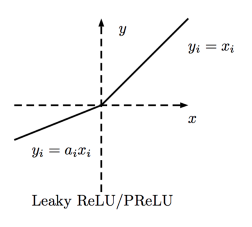 y
y_i = x_i
x
y_i = a_i x_i
Leaky ReLU/PReLU